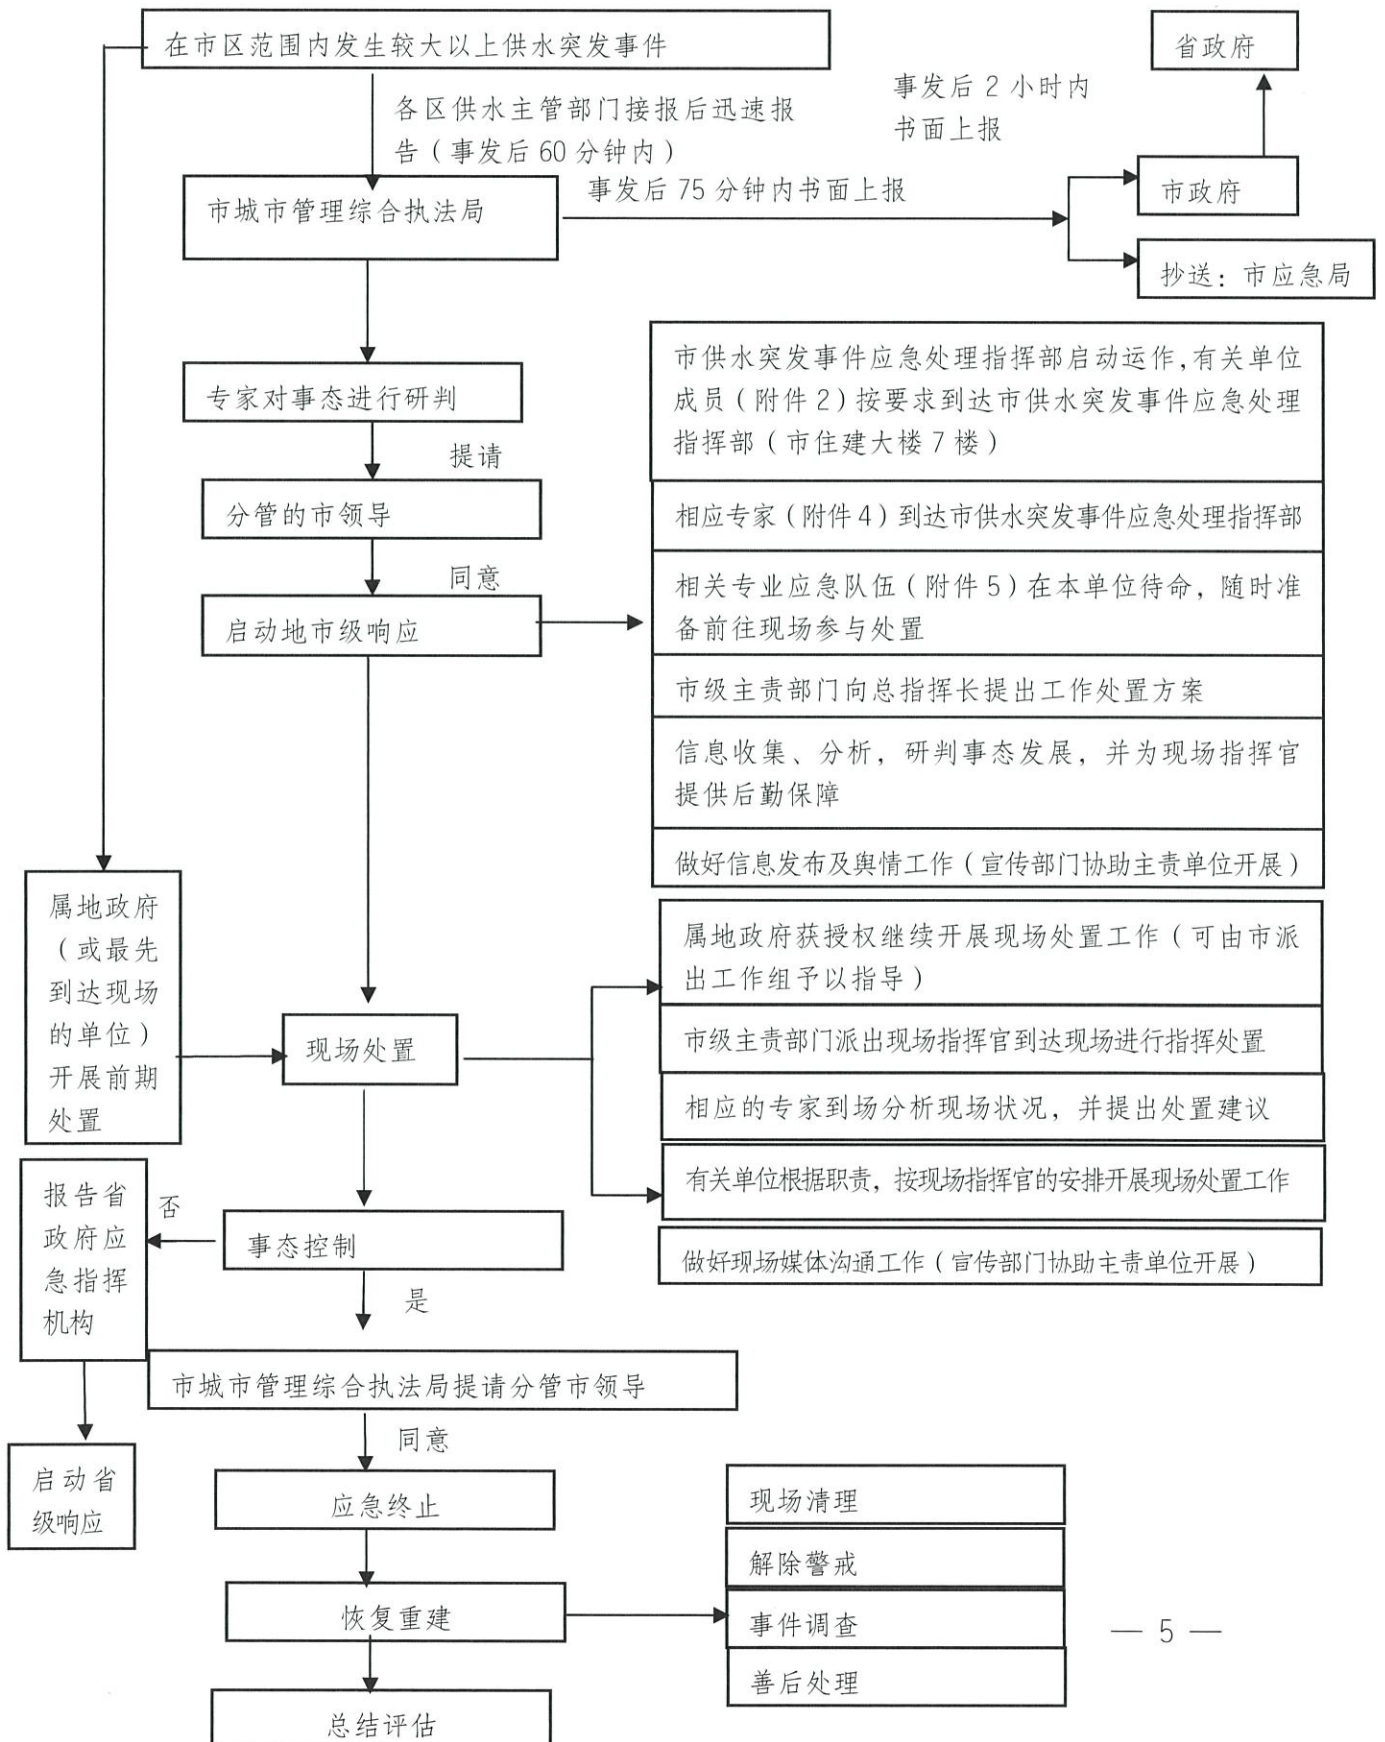 在市区范围内发生较大以上供水突发事件
省政府
事发后 2 小时内
书面上报
各区供水主管部门接报后迅速报
告（事发后 60 分钟内）
事发后 75 分钟内书面上报
市政府
市城市管理综合执法局
抄送：市应急局
专家对事态进行研判
提请
分管的市领导
同意
启动地市级响应
市供水突发事件应急处理指挥部启动运作，有关单位
成员（附件 2）按要求到达市供水突发事件应急处理
指挥部（市住建大楼 7 楼）
相应专家（附件 4）到达市供水突发事件应急处理指挥部
相关专业应急队伍（附件 5）在本单位待命，随时准
备前往现场参与处置
市级主责部门向总指挥长提出工作处置方案
信息收集、分析，研判事态发展，并为现场指挥官
提供后勤保障
做好信息发布及舆情工作（宣传部门协助主责单位开展）
属地政府
（或最先
到达现场
的单位）
开展前期
处置
现场处置
属地政府获授权继续开展现场处置工作（可由市派
出工作组予以指导）
市级主责部门派出现场指挥官到达现场进行指挥处置
相应的专家到场分析现场状况，并提出处置建议
有关单位根据职责，按现场指挥官的安排开展现场处置工作
做好现场媒体沟通工作（宣传部门协助主责单位开展）
报告省
政府应
急指挥
机构
否
事态控制
是
市城市管理综合执法局提请分管市领导
同意
启动省
级响应
应急终止
恢复重建
现场清理
解除警戒
事件调查
善后处理
— 5 —
总结评估